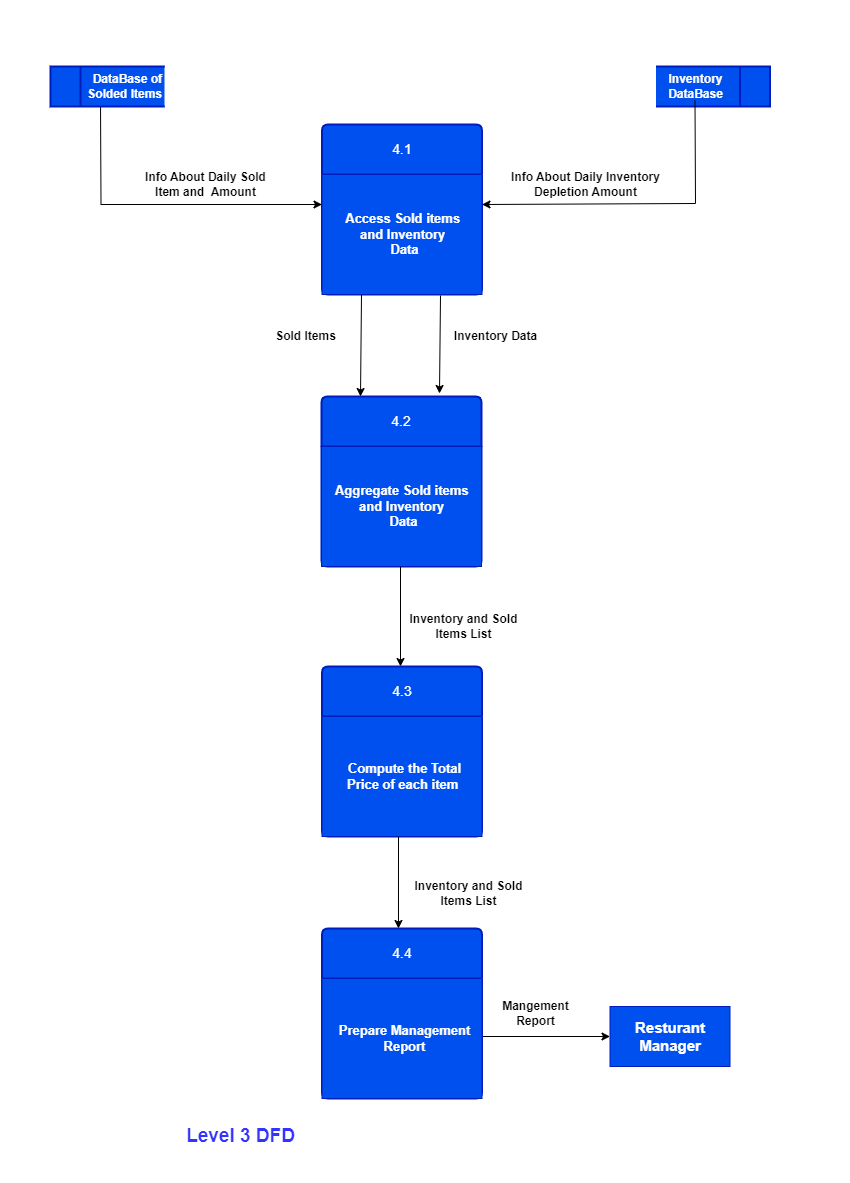 DataBase of
Solded Items
Inventory
DataBase
4.1
Info About Daily Sold
Item and Amount
Info About Daily Inventory
Depletion Amount
Access Sold items
and Inventory
Data
Sold Items
Inventory Data
4.2
Aggregate Sold items
and Inventory
Data
Inventory and Sold
Items List
4.3
Compute the Total
Price of each item
Inventory and Sold
Items List
4.4
Mangement
Report
Prepare Management
Report
Resturant
Manager
Level 3 DFD